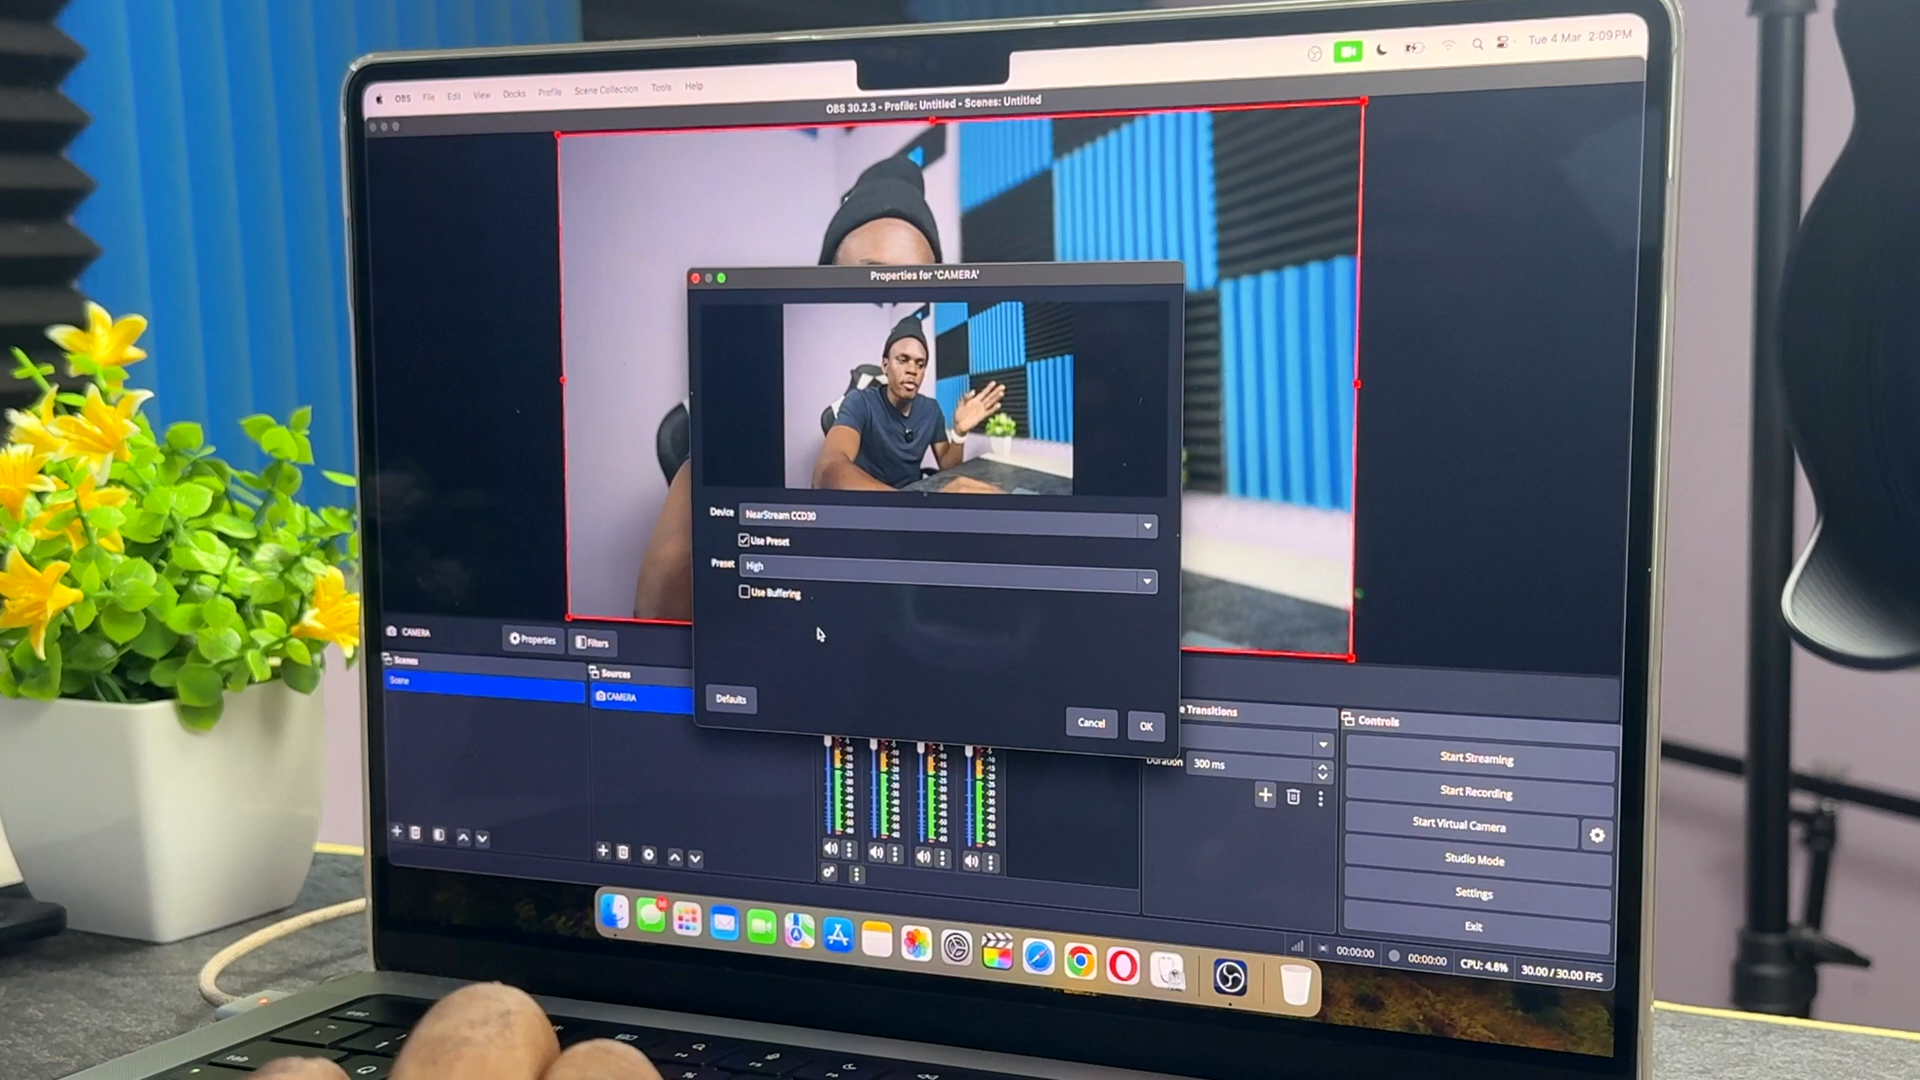 OBS File Edit View Docks Profile Scene Collection Tools Help
Tue 4 Mar 2:09PM
OBS 30.2.3 - Profile: Untitled - Scenes: Untitled
Properties for 'CAMERA'
Device NearStream CCD30
Use Preset
Preset High
Use Buffering
Defaults
Cancel OK
CAMERA
Properties
Filters
Scenes
Scene
Sources
CAMERA
Transitions
Duration 300 ms
Controls
Start Streaming
Start Recording
Start Virtual Camera
Studio Mode
Settings
Exit
00:00:00 00:00:00 CPU: 4.8% 30.00 / 30.00 FPS
esc
tab
Q